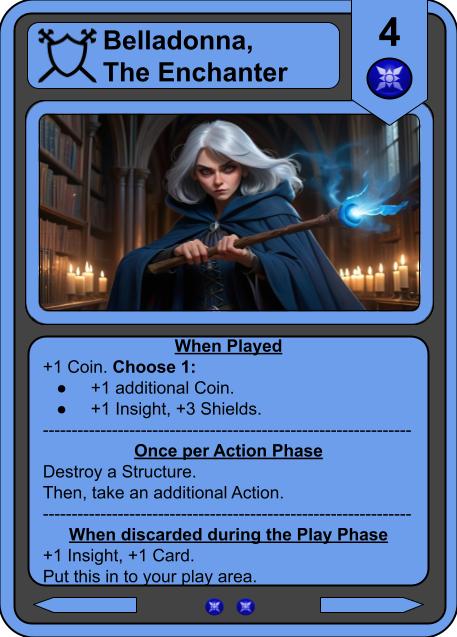 Belladonna,
The Enchanter
4
When Played
+1 Coin. Choose 1:
● +1 additional Coin.
● +1 Insight, +3 Shields.
----------------------------------------------------------------
Once per Action Phase
Destroy a Structure.
Then, take an additional Action.
----------------------------------------------------------------
When discarded during the Play Phase
+1 Insight, +1 Card.
Put this in to your play area.